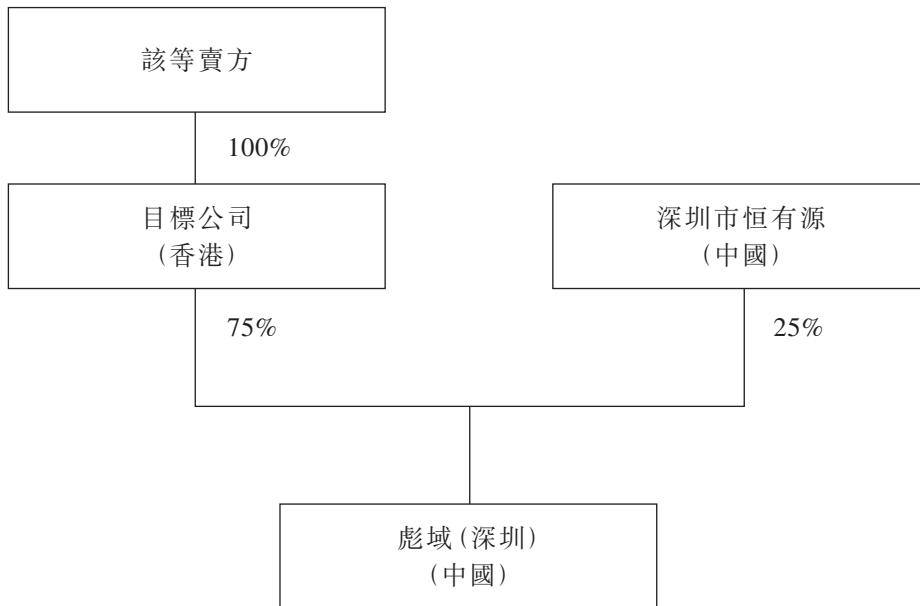 該等賣方
100%
目標公司
(香港)
深圳市恒有源
(中國)
75%
25%
彪域(深圳)
(中國)